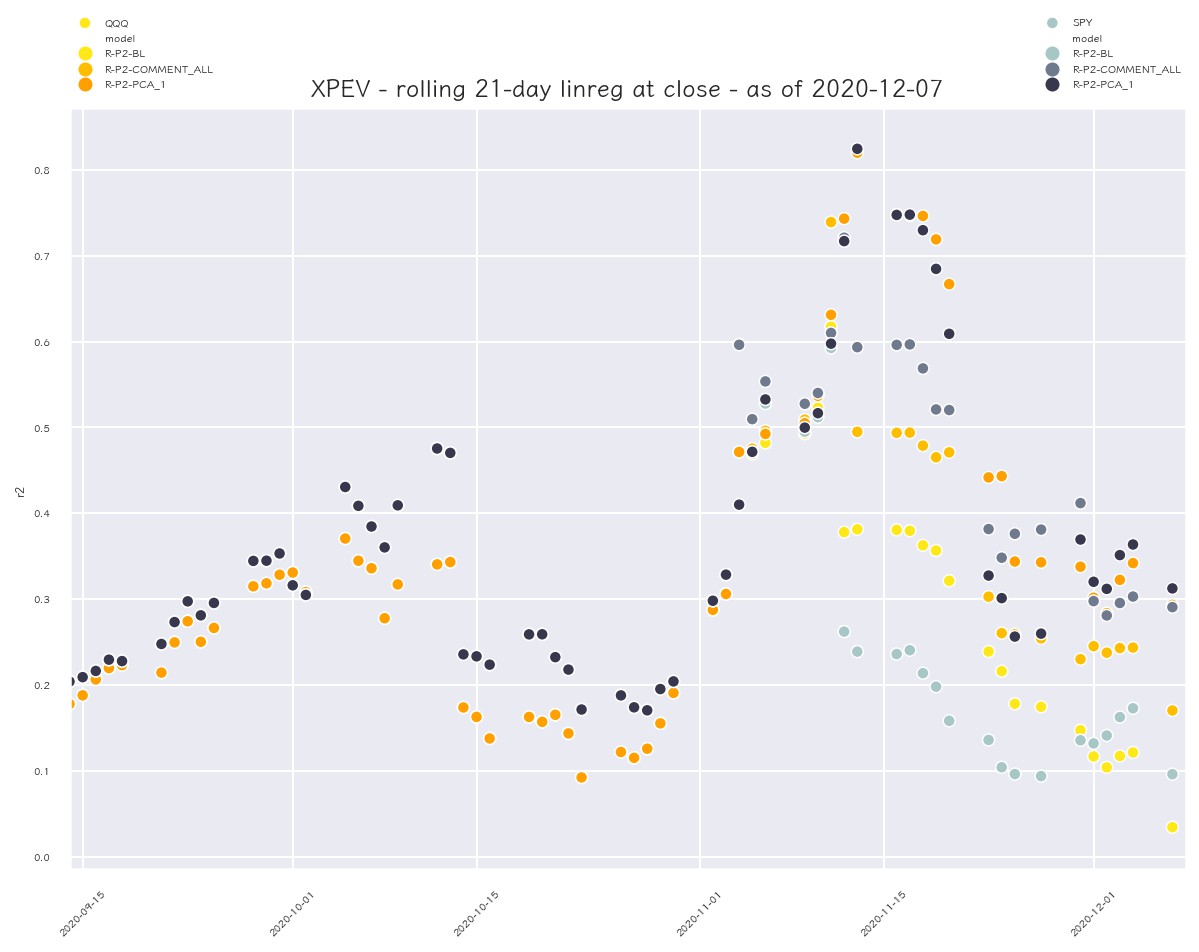 QQQ
model
R-P2-BL
R-P2-COMMENT_ALL
R-P2-PCA_1
SPY
model
R-P2-BL
R-P2-COMMENT_ALL
R-P2-PCA_1
XPEV - rolling 21-day linreg at close - as of 2020-12-07
0.8
0.7
0.6
0.5
0.4
0.3
0.2
0.1
0.0
r2
2020-09-15
2020-10-01
2020-10-15
2020-11-01
2020-11-15
2020-12-01